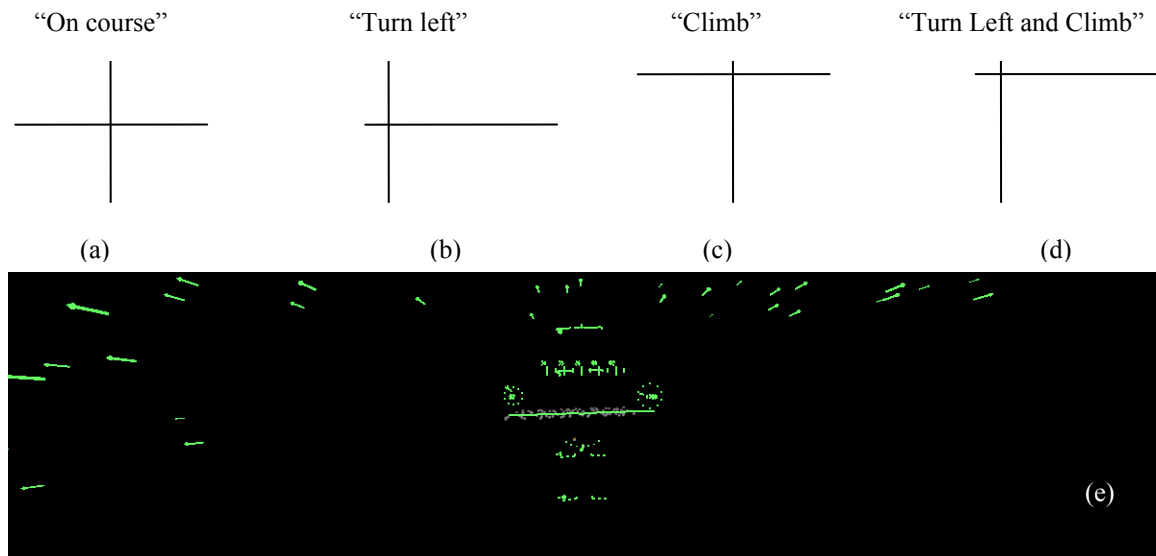 “On course”
“Turn left”
“Climb”
“Turn Left and Climb”
(a)
(b)
(c)
(d)
(e)